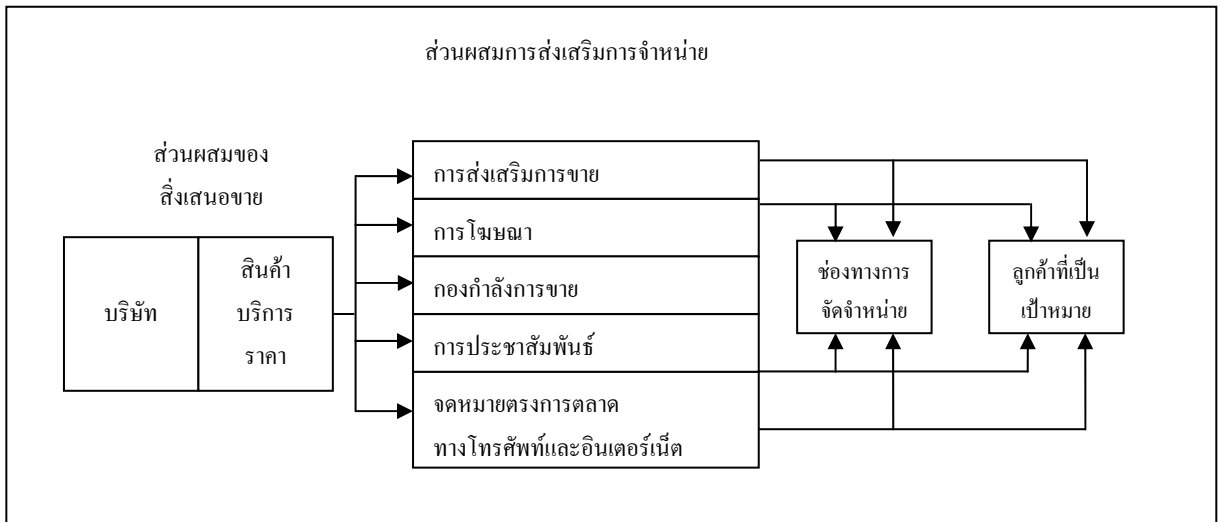 ส่วนผสมการส่งเสริมการจำหน่าย
ส่วนผสมของ
สิ่งเสนอขาย
บริษัท
สินค้า
บริการ
ราคา
การส่งเสริมการขาย
การโฆษณา
กองกำลังการขาย
การประชาสัมพันธ์
จดหมายตรงการตลาด
ทางโทรศัพท์และอินเตอร์เน็ต
ช่องทางการ
จัดจำหน่าย
ลูกค้าที่เป็น
เป้าหมาย